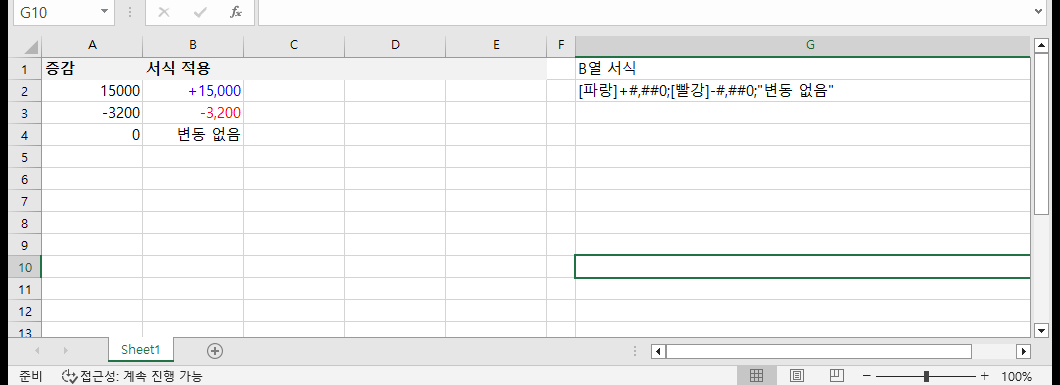 G10 fx
A B C D E F G
1 증감 서식 적용 B열 서식
2 15000 +15,000 [파랑]+#,##0;[빨강]-#,##0;"변동 없음"
3 -3200 -3,200
4 0 변동 없음
5
6
7
8
9
10
11
12
13
Sheet1
준비 접근성: 계속 진행 가능 100%